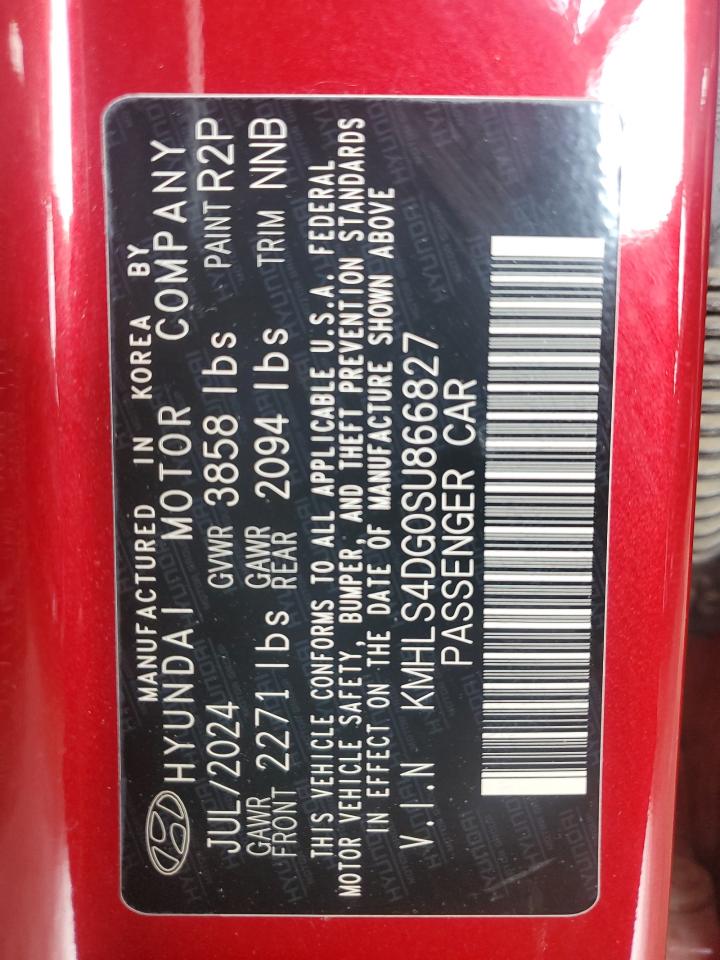 MANUFACTURED IN KOREA BY
HYUNDAI MOTOR COMPANY
JUL/2024 GVWR 3858 lbs PAINT R2P
GAWR FRONT 2271 lbs GAWR REAR 2094 lbs TRIM NNB
THIS VEHICLE CONFORMS TO ALL APPLICABLE U.S.A. FEDERAL
MOTOR VEHICLE SAFETY, BUMPER, AND THEFT PREVENTION STANDARDS
IN EFFECT ON THE DATE OF MANUFACTURE SHOWN ABOVE
V.I.N KMHLS4DG0SU866827
PASSENGER CAR